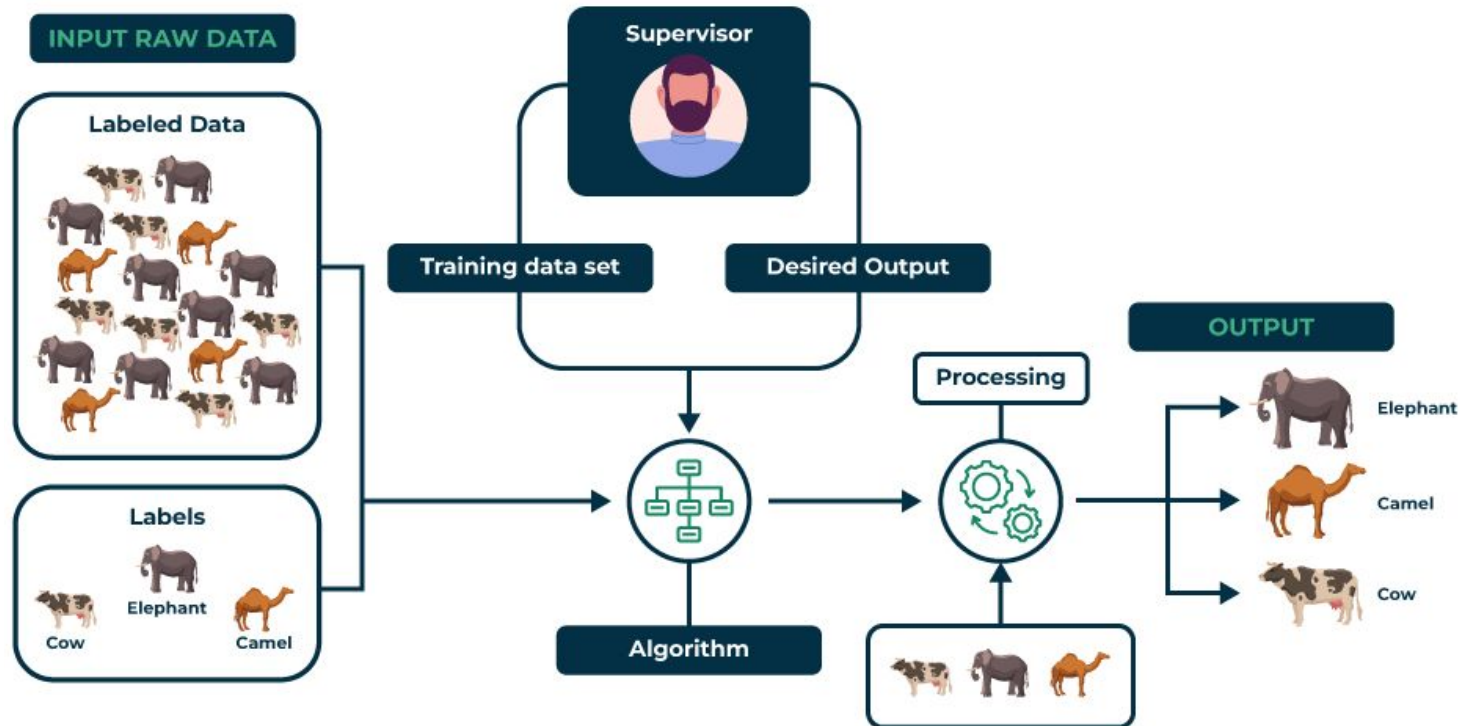 INPUT RAW DATA
Labeled Data
Labels
Elephant
Cow
Camel
Supervisor
Training data set
Desired Output
Algorithm
Processing
OUTPUT
Elephant
Camel
Cow